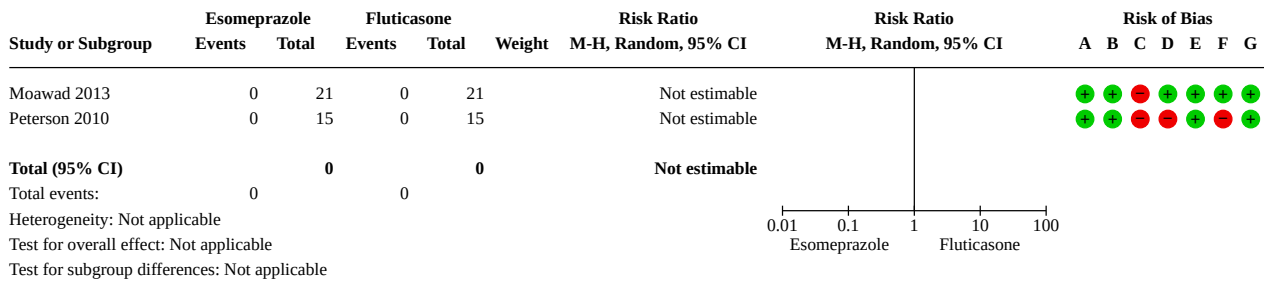 Esomeprazole Fluticasone Risk Ratio Risk Ratio Risk of Bias
Study or Subgroup Events Total Events Total Weight M-H, Random, 95% CI M-H, Random, 95% CI A B C D E F G
Moawad 2013 0 21 0 21 Not estimable + + − + + + +
Peterson 2010 0 15 0 15 Not estimable + + − − + − +
Total (95% CI) 0 0 Not estimable
Total events: 0 0
Heterogeneity: Not applicable
Test for overall effect: Not applicable
Test for subgroup differences: Not applicable
0.01 0.1 1 10 100
Esomeprazole Fluticasone